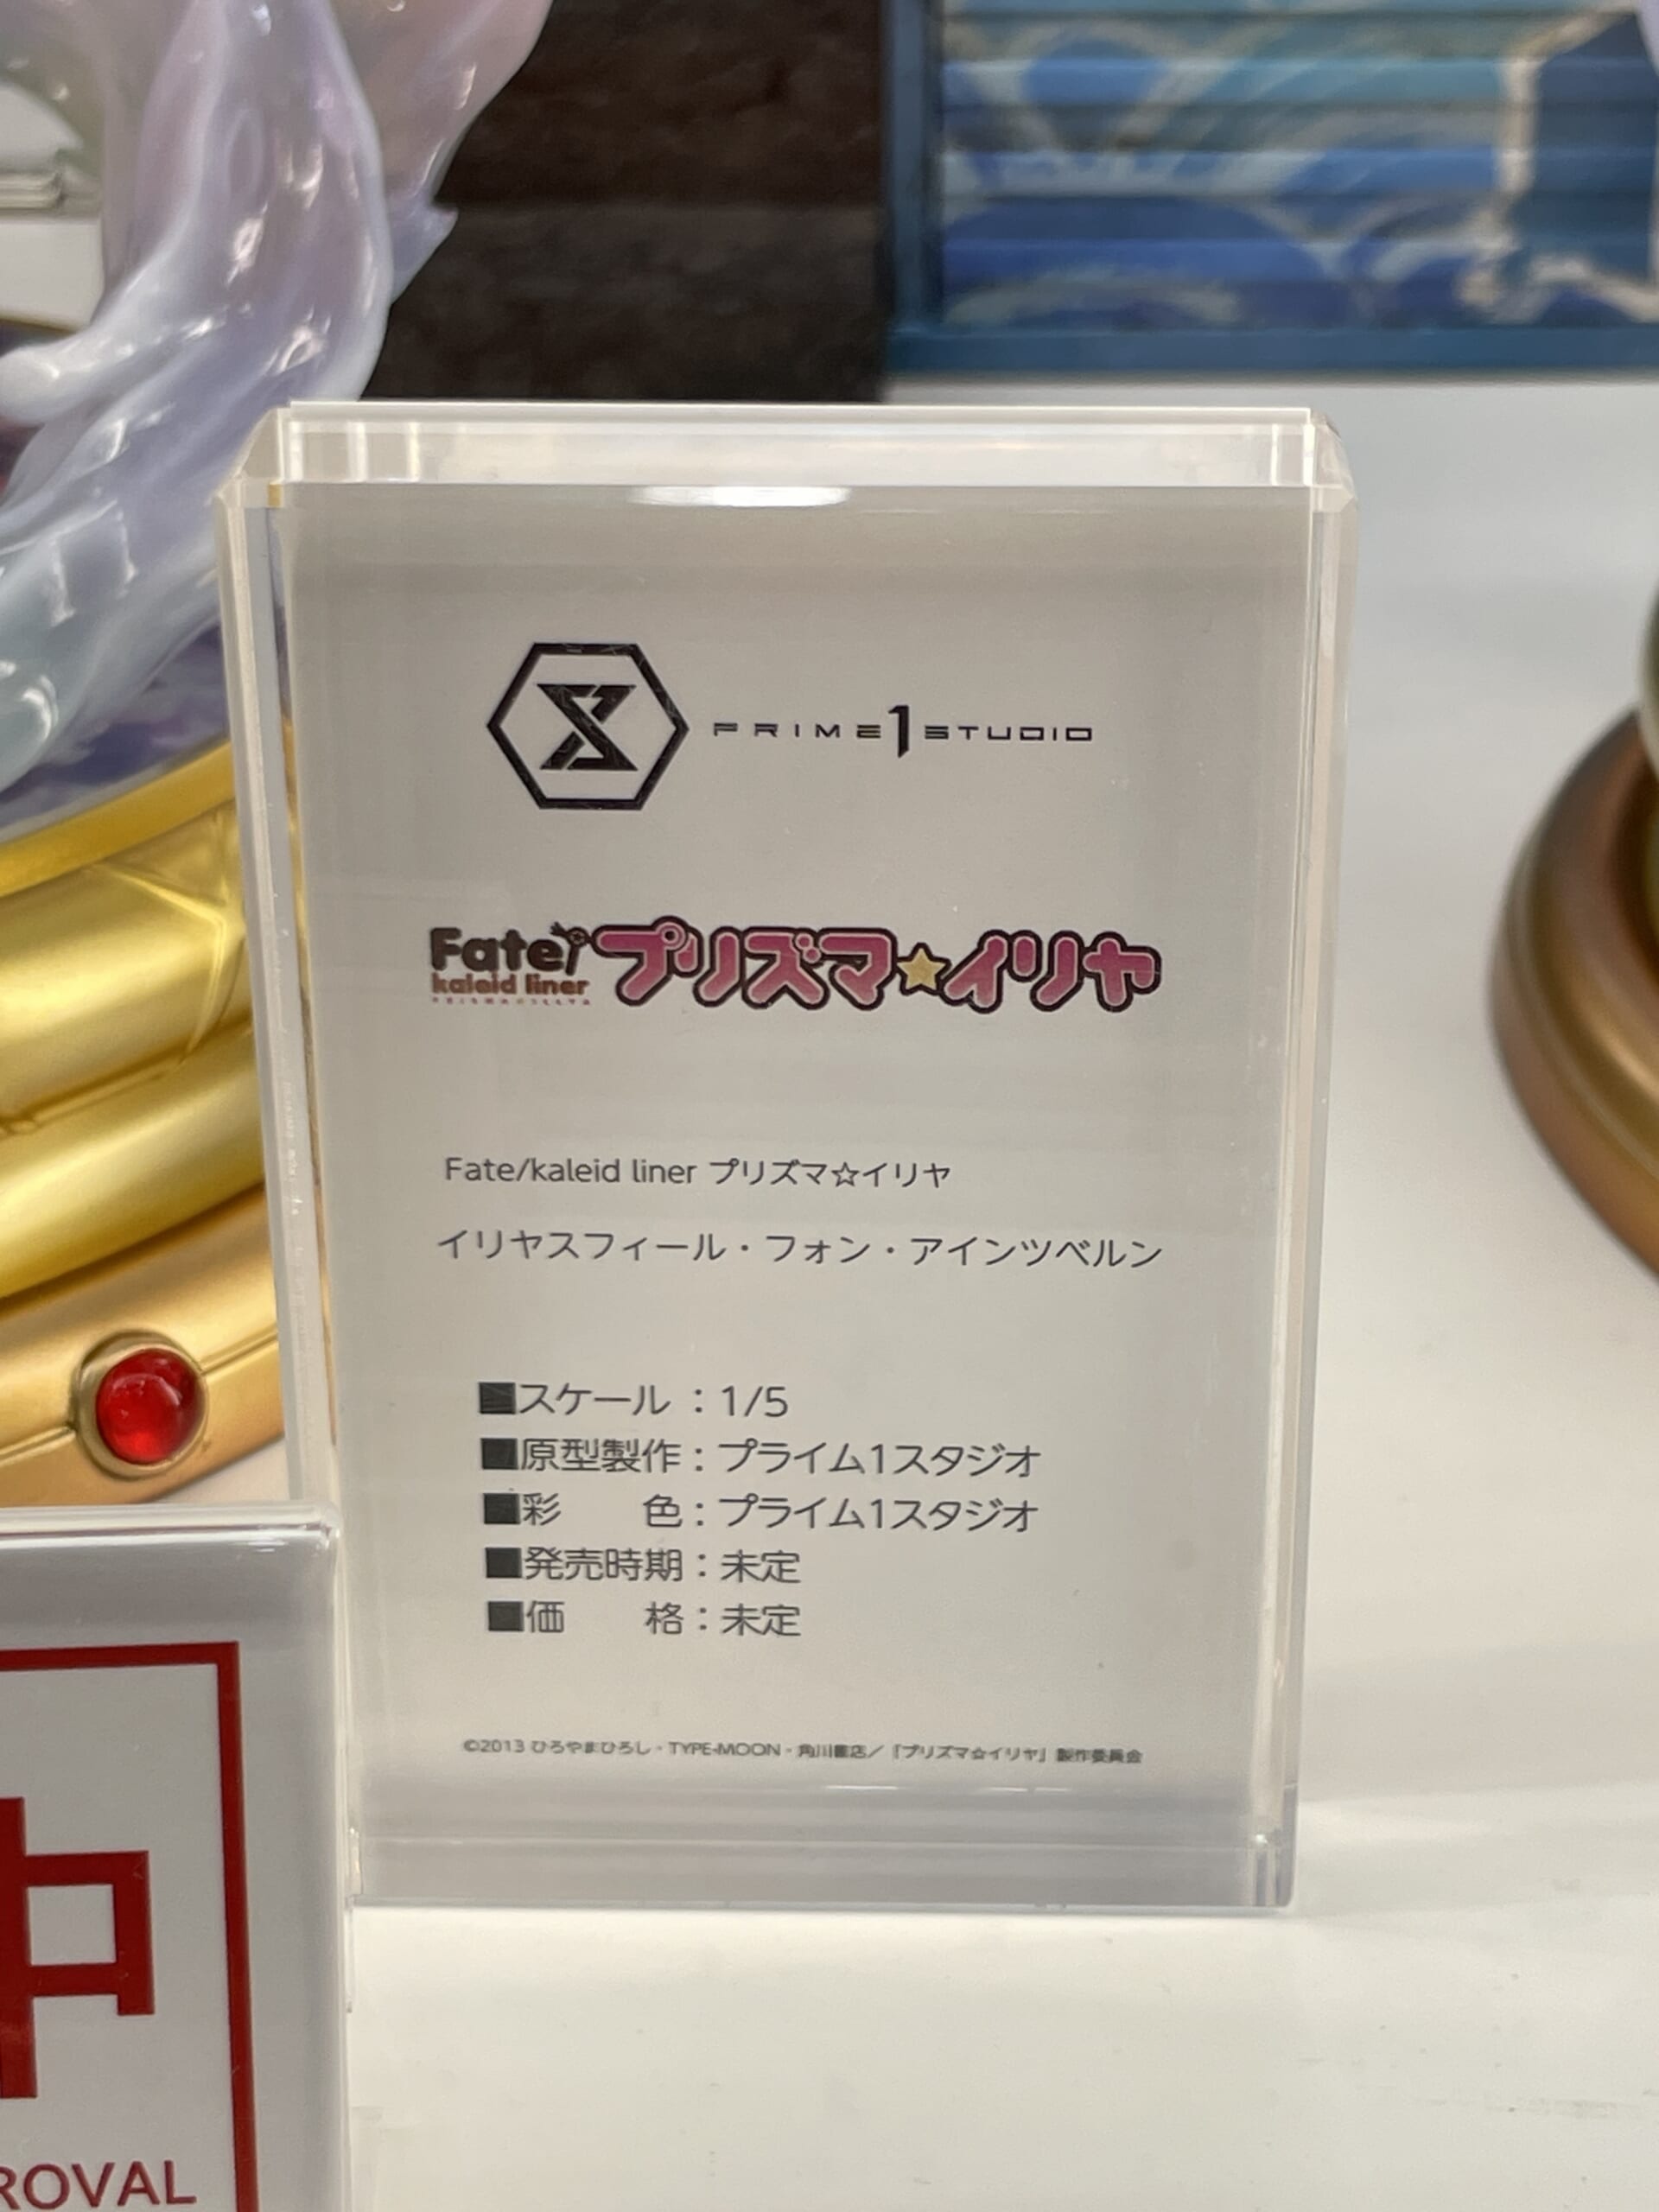 PRIME 1 STUDIO
Fate/
kaleid liner
プリズマ☆イリヤ
Fate/kaleid liner プリズマ☆イリヤ
イリヤスフィール・フォン・アインツベルン
■スケール：1/5
■原型製作：プライム1スタジオ
■彩　　色：プライム1スタジオ
■発売時期：未定
■価　　格：未定
©2013 ひろやまひろし・TYPE-MOON・角川書店／「プリズマ☆イリヤ」製作委員会
中
ROVAL